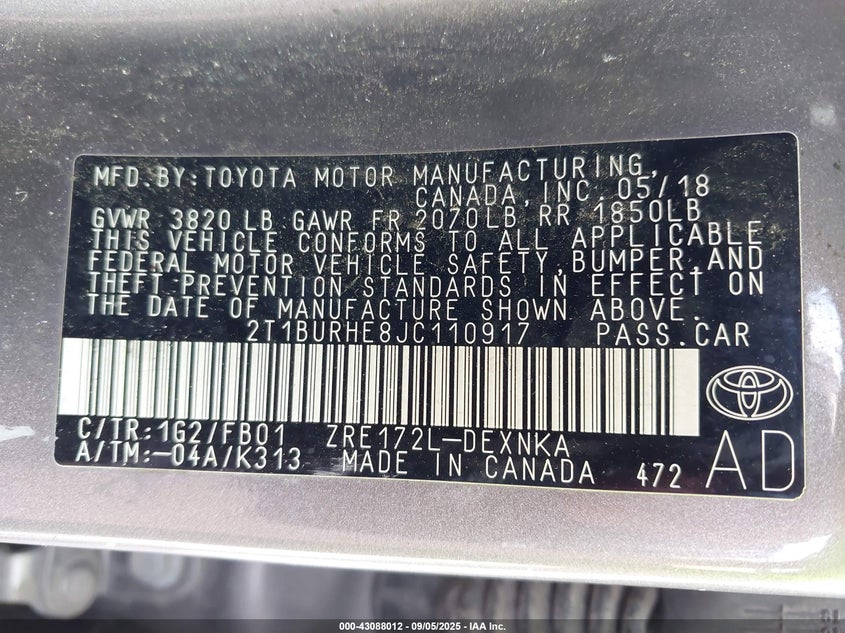 MFD.BY:TOYOTA MOTOR MANUFACTURING,
CANADA,INC. 05/18
GVWR 3820 LB GAWR FR 2070LB RR 1850LB
THIS VEHICLE CONFORMS TO ALL APPLICABLE
FEDERAL MOTOR VEHICLE SAFETY,BUMPER,AND
THEFT PREVENTION STANDARDS IN EFFECT ON
THE DATE OF MANUFACTURE SHOWN ABOVE.
2T1BURHE8JC110917 PASS.CAR
C/TR:1G2/FB01 ZRE172L-DEXNKA
A/TM:-04A/K313 MADE IN CANADA 472 AD
000-43088012 - 09/05/2025 - IAA Inc.